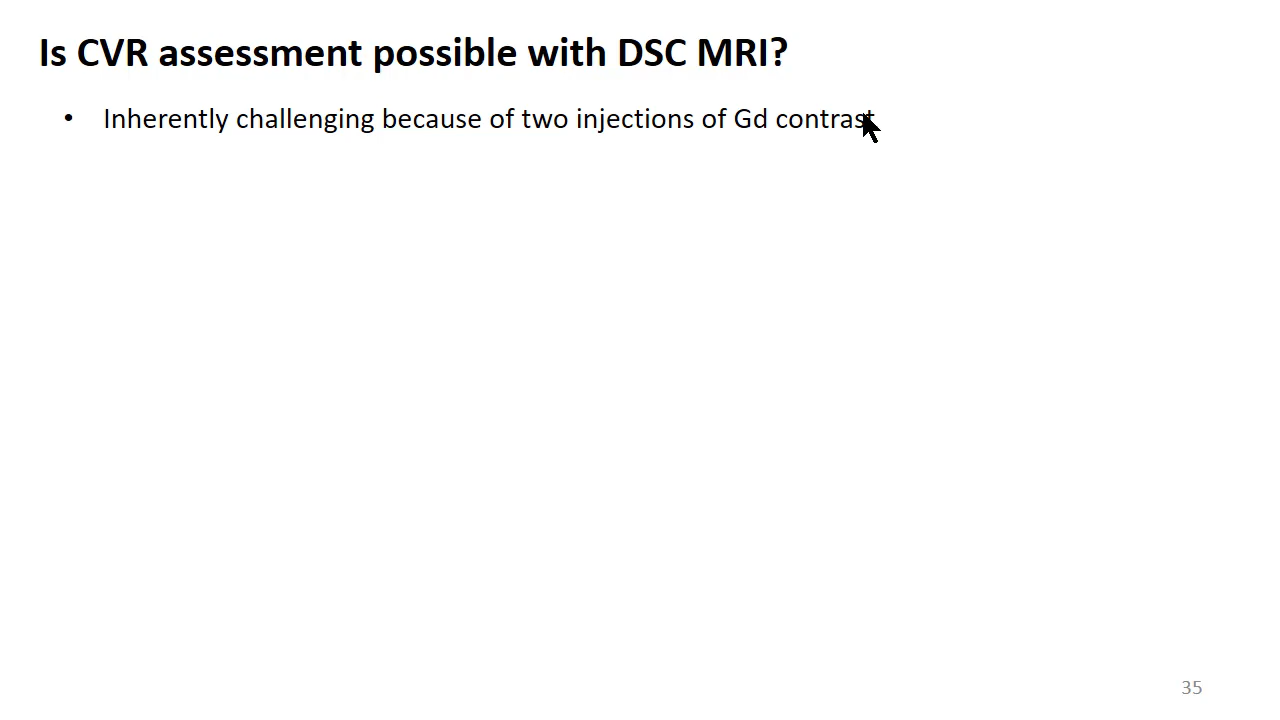 Is CVR assessment possible with DSC MRI?
• Inherently challenging because of two injections of Gd contrast
35